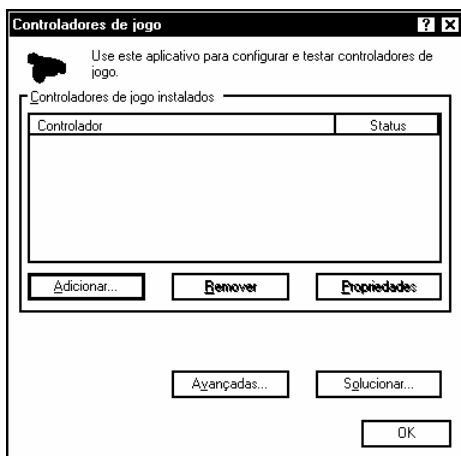 Controladores de jogo
Use este aplicativo para configurar e testar controladores de
jogo.
Controladores de jogo instalados
Controlador Status
Adicionar... Remover Propriedades
Avançadas... Solucionar...
OK